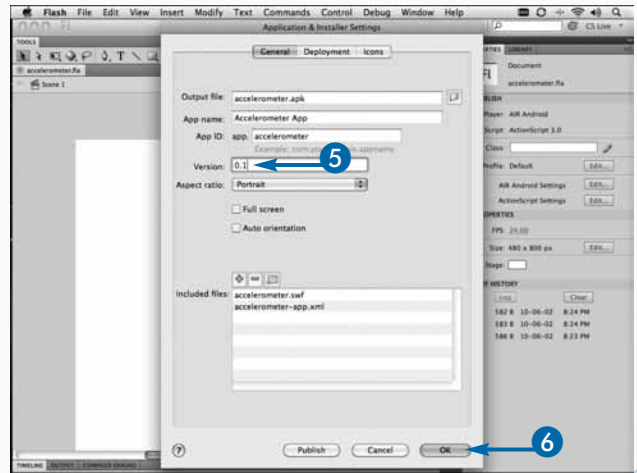 Flash File Edit View Insert Modify Text Commands Control Debug Window Help
Application & Installer Settings
CS Live
TOOLS
General Deployment Icons
LIBRARY
accelerometer.fla
Scene 1
Document
accelerometer.fla
Output file: accelerometer.apk
App name: Accelerometer App
Player: AIR Android
App ID: app. accelerometer
Script: ActionScript 3.0
Class:
Version: 0.1
5
Profile: Default Edit...
Aspect ratio: Portrait
AIR Android Settings Edit...
ActionScript Settings Edit...
Full screen
Auto orientation
FPS: 24.00
Size: 480 x 800 px Edit...
Stage:
Included files: accelerometer.swf
accelerometer-app.xml
Log Clear
582 B 10-06-02 8:24 PM
583 B 10-06-02 8:24 PM
8:23 PM
? Publish Cancel OK
6
TIMELINE OUTPUT COMPILER ERRORS